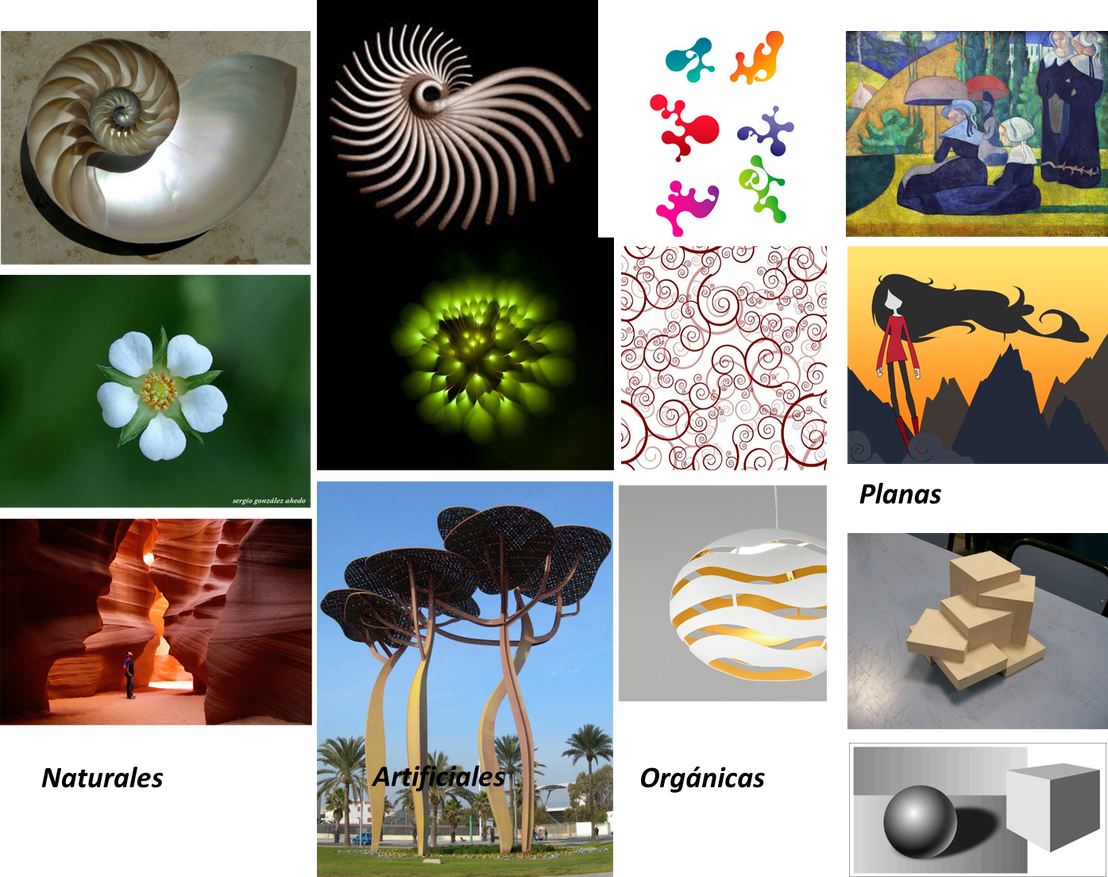 sergio gonzález ahedo
Planas
Naturales
Artificiales
Orgánicas